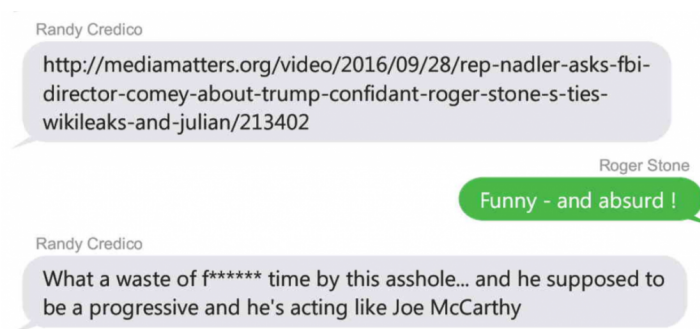 Randy Credico
http://mediamatters.org/video/2016/09/28/rep-nadler-asks-fbi-
director-comey-about-trump-confidant-roger-stone-s-ties-
wikileaks-and-julian/213402
Roger Stone
Funny - and absurd !
Randy Credico
What a waste of f****** time by this asshole... and he supposed to
be a progressive and he's acting like Joe McCarthy